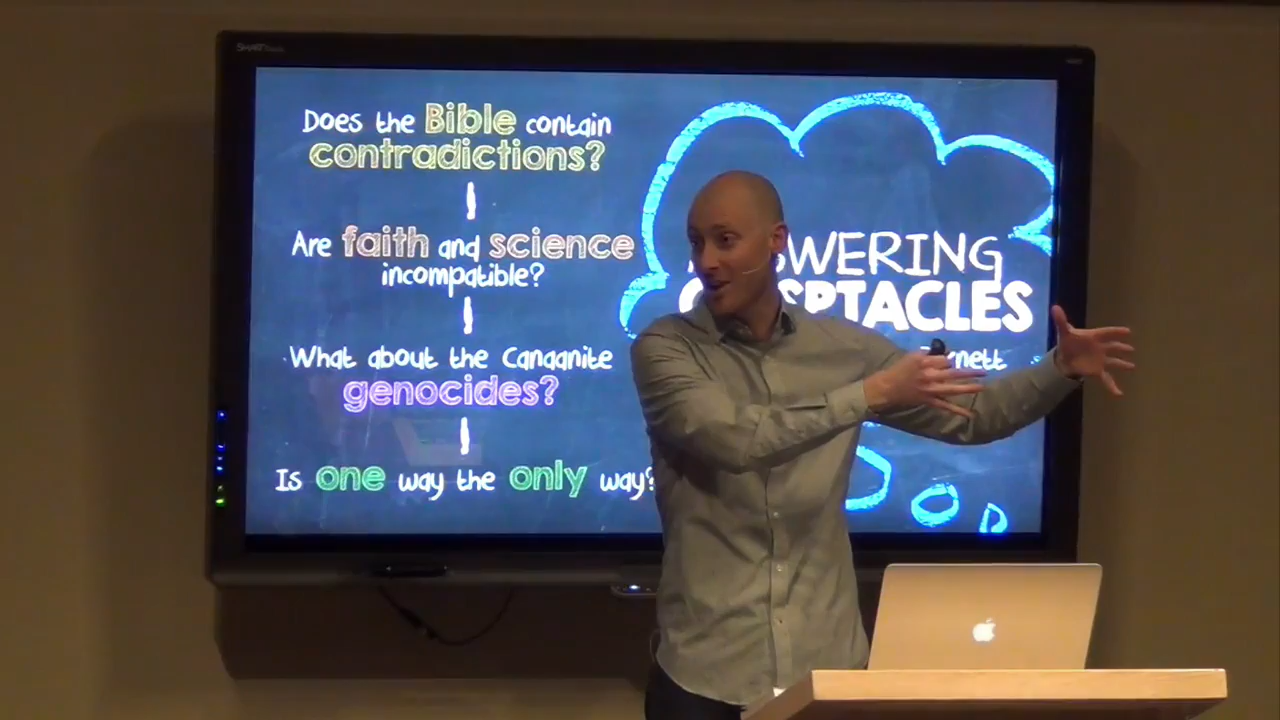 Does the Bible contain
contradictions?
Are faith and science
incompatible?
What about the Canaanite
genocides?
Is one way the only way?